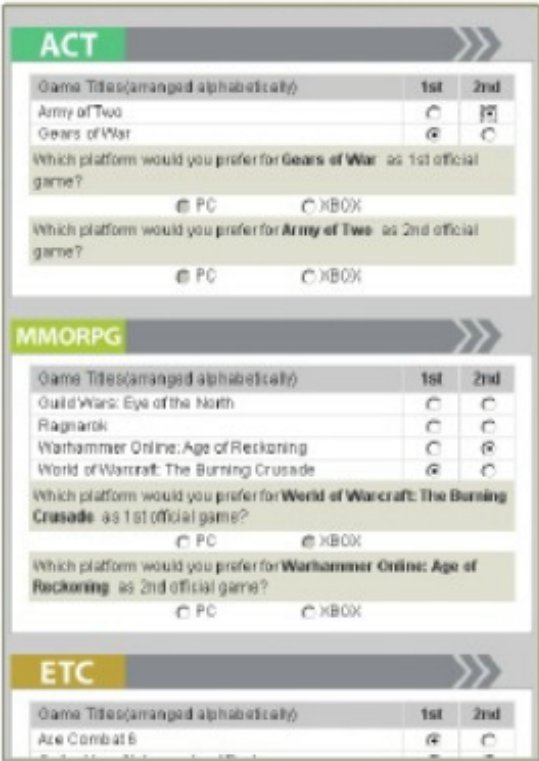 ACT
Game Titles(arranged alphabetically) 1st 2nd
Army of Two
Gears of War
Which platform would you prefer for Gears of War as 1st official
game?
PC XBOX
Which platform would you prefer for Army of Two as 2nd official
game?
PC XBOX
MMORPG
Game Titles(arranged alphabetically) 1st 2nd
Guild Wars: Eye of the North
Ragnarok
Warhammer Online: Age of Reckoning
World of Warcraft: The Burning Crusade
Which platform would you prefer for World of Warcraft: The Burning
Crusade as 1st official game?
PC XBOX
Which platform would you prefer for Warhammer Online: Age of
Reckoning as 2nd official game?
PC XBOX
ETC
Game Titles(arranged alphabetically) 1st 2nd
Ace Combat 6